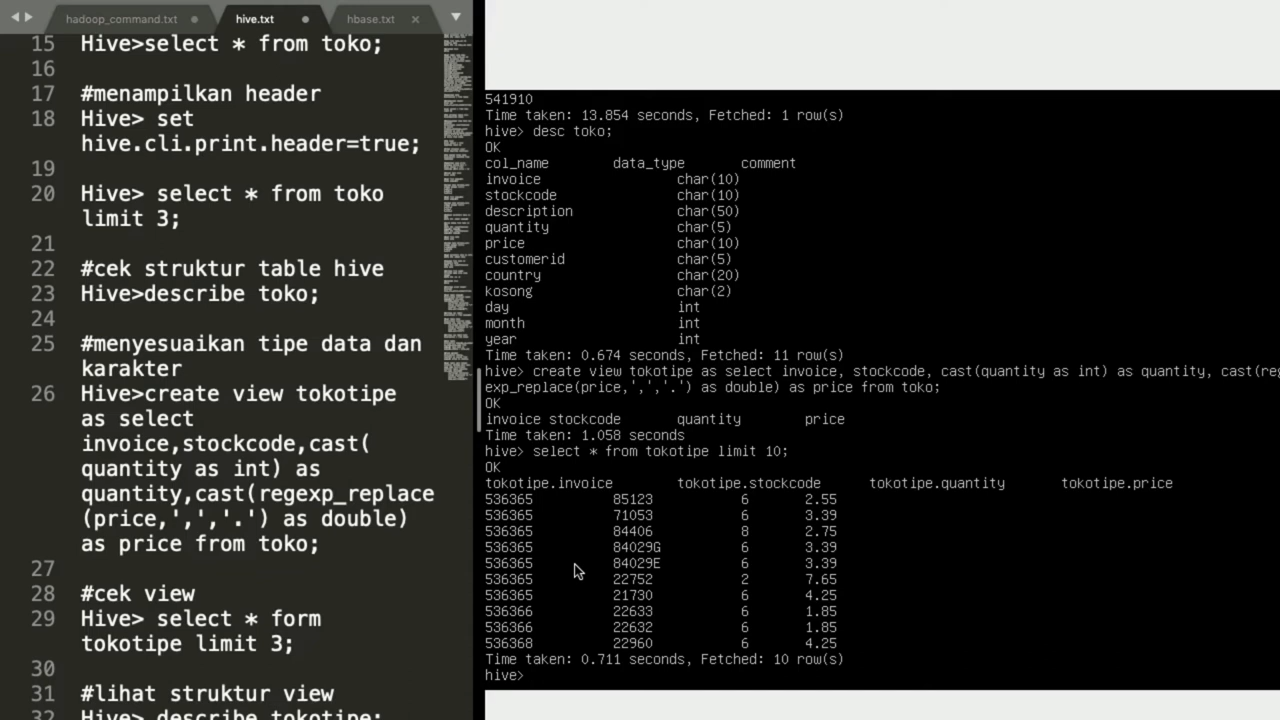 hadoop_command.txt
hive.txt
hbase.txt
15 Hive>select * from toko;
16
17 #menampilkan header
18 Hive> set
hive.cli.print.header=true;
19
20 Hive> select * from toko
limit 3;
21
22 #cek struktur table hive
23 Hive>describe toko;
24
25 #menyesuaikan tipe data dan
karakter
26 Hive>create view tokotipe
as select
invoice,stockcode,cast(
quantity as int) as
quantity,cast(regexp_replace
(price,',','.') as double)
as price from toko;
27
28 #cek view
29 Hive> select * form
tokotipe limit 3;
30
31 #lihat struktur view
32 Hive> describe tokotipe;
541910
Time taken: 13.854 seconds, Fetched: 1 row(s)
hive> desc toko;
OK
col_name data_type comment
invoice char(10)
stockcode char(10)
description char(50)
quantity char(5)
price char(10)
customerid char(5)
country char(20)
kosong char(2)
day int
month int
year int
Time taken: 0.674 seconds, Fetched: 11 row(s)
hive> create view tokotipe as select invoice, stockcode, cast(quantity as int) as quantity, cast(reg
exp_replace(price,',','.') as double) as price from toko;
OK
invoice stockcode quantity price
Time taken: 1.058 seconds
hive> select * from tokotipe limit 10;
OK
tokotipe.invoice tokotipe.stockcode tokotipe.quantity tokotipe.price
536365 85123 6 2.55
536365 71053 6 3.39
536365 84406 8 2.75
536365 84029G 6 3.39
536365 84029E 6 3.39
536365 22752 2 7.65
536365 21730 6 4.25
536366 22633 6 1.85
536366 22632 6 1.85
536368 22960 6 4.25
Time taken: 0.711 seconds, Fetched: 10 row(s)
hive>